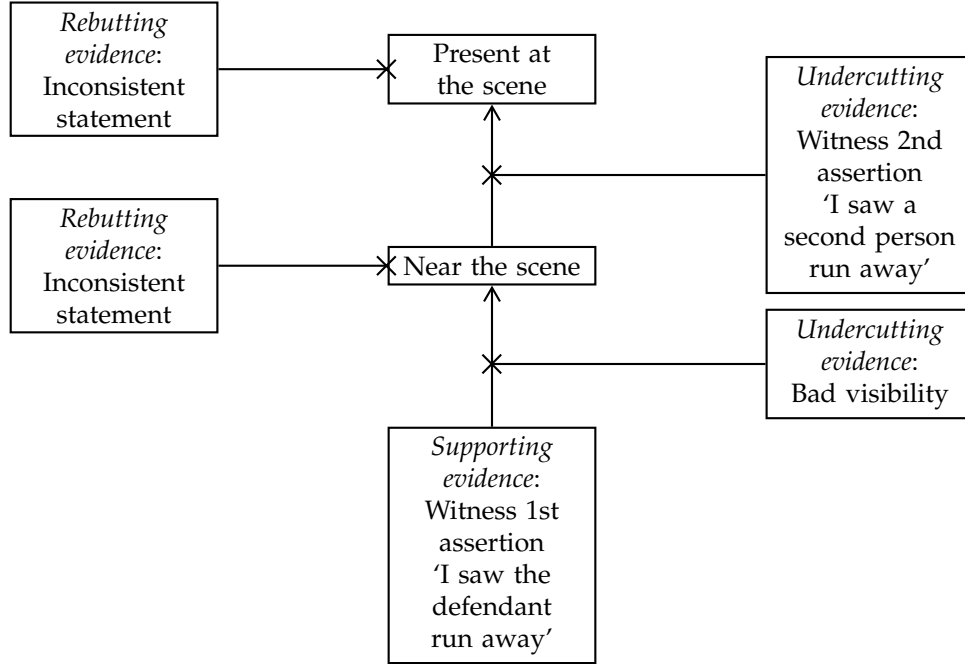 Rebutting
evidence:
Inconsistent
statement
Present at
the scene
Undercutting
evidence:
Witness 2nd
assertion
‘I saw a
second person
run away’
Rebutting
evidence:
Inconsistent
statement
Near the scene
Undercutting
evidence:
Bad visibility
Supporting
evidence:
Witness 1st
assertion
‘I saw the
defendant
run away’